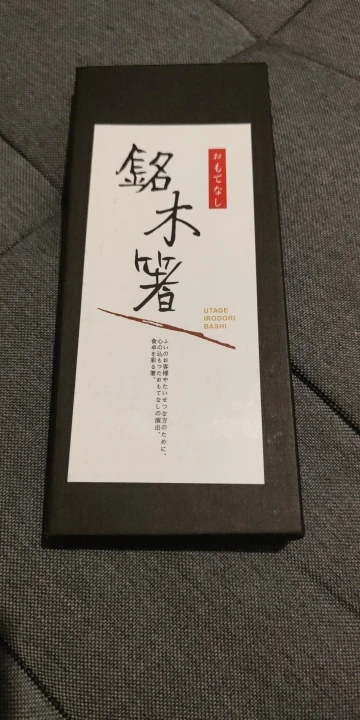 おもてなし
銘木箸
UTAGE
IRODORI
BASHI
ふいのお客様やたいせつな方のために、
心の込もったおもてなしの演出。
食卓を彩る箸